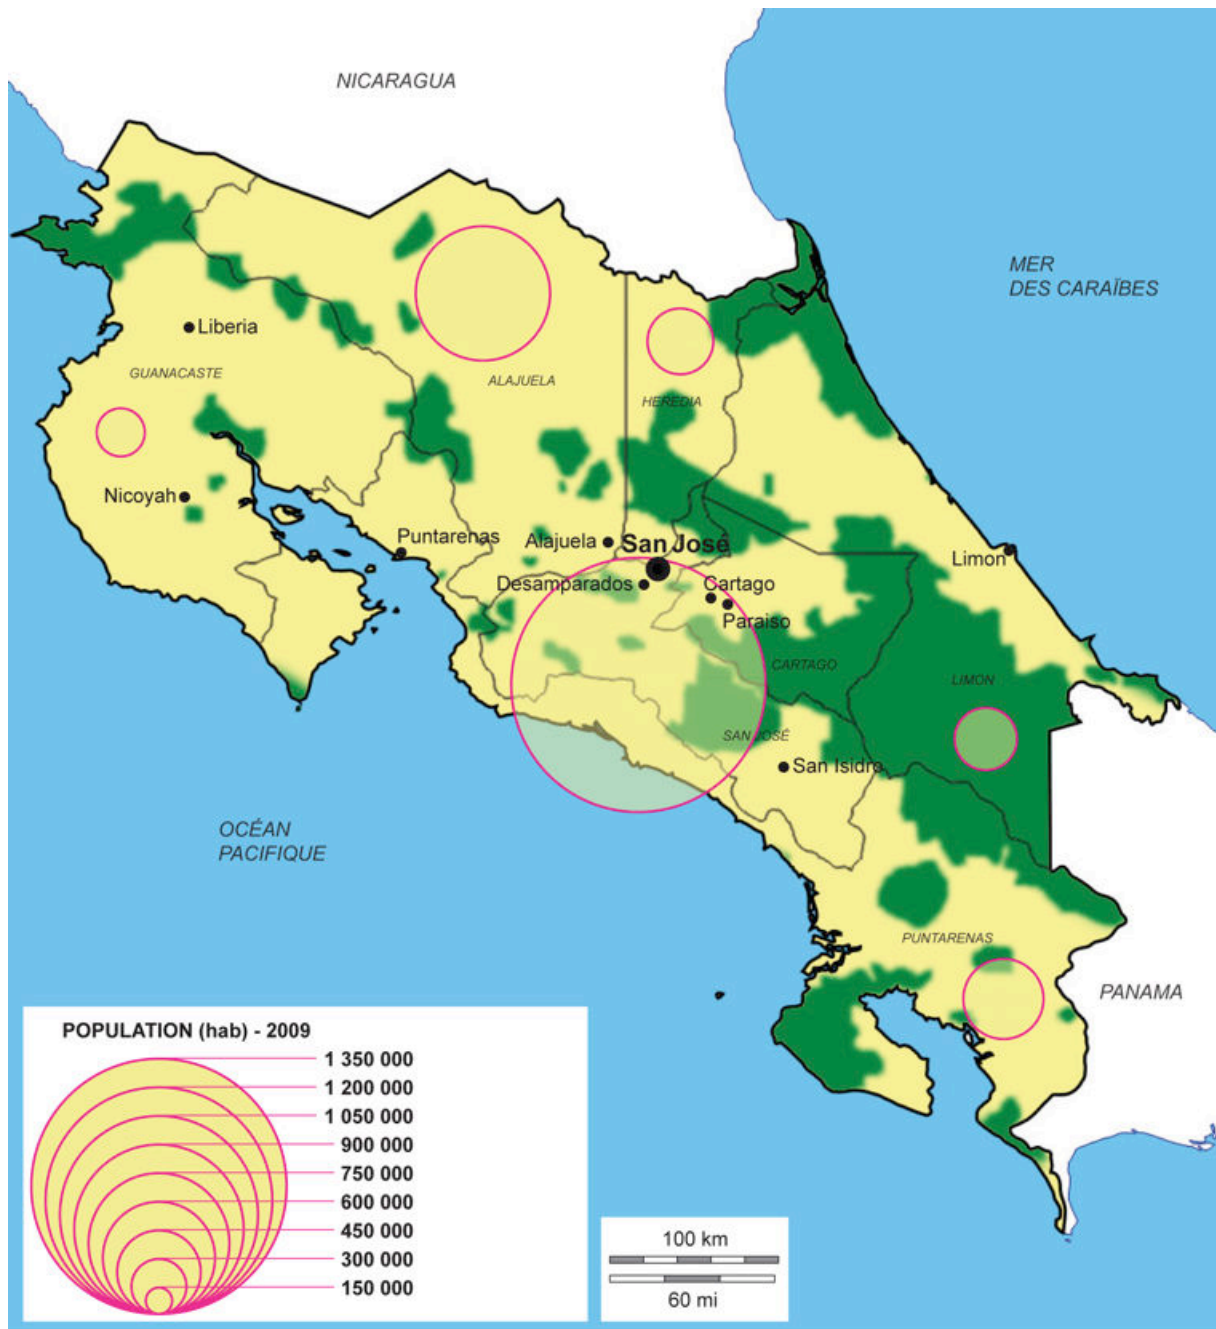 NICARAGUA
MER
DES CARAÏBES
Liberia
GUANACASTE
ALAJUELA
HEREDIA
Nicoyah
Puntarenas
Alajuela
San José
Limon
Desamparados
Cartago
Paraiso
CARTAGO
LIMON
SAN JOSÉ
San Isidro
OCÉAN
PACIFIQUE
PUNTARENAS
PANAMA
POPULATION (hab) - 2009
1 350 000
1 200 000
1 050 000
900 000
750 000
600 000
450 000
300 000
150 000
100 km
60 mi